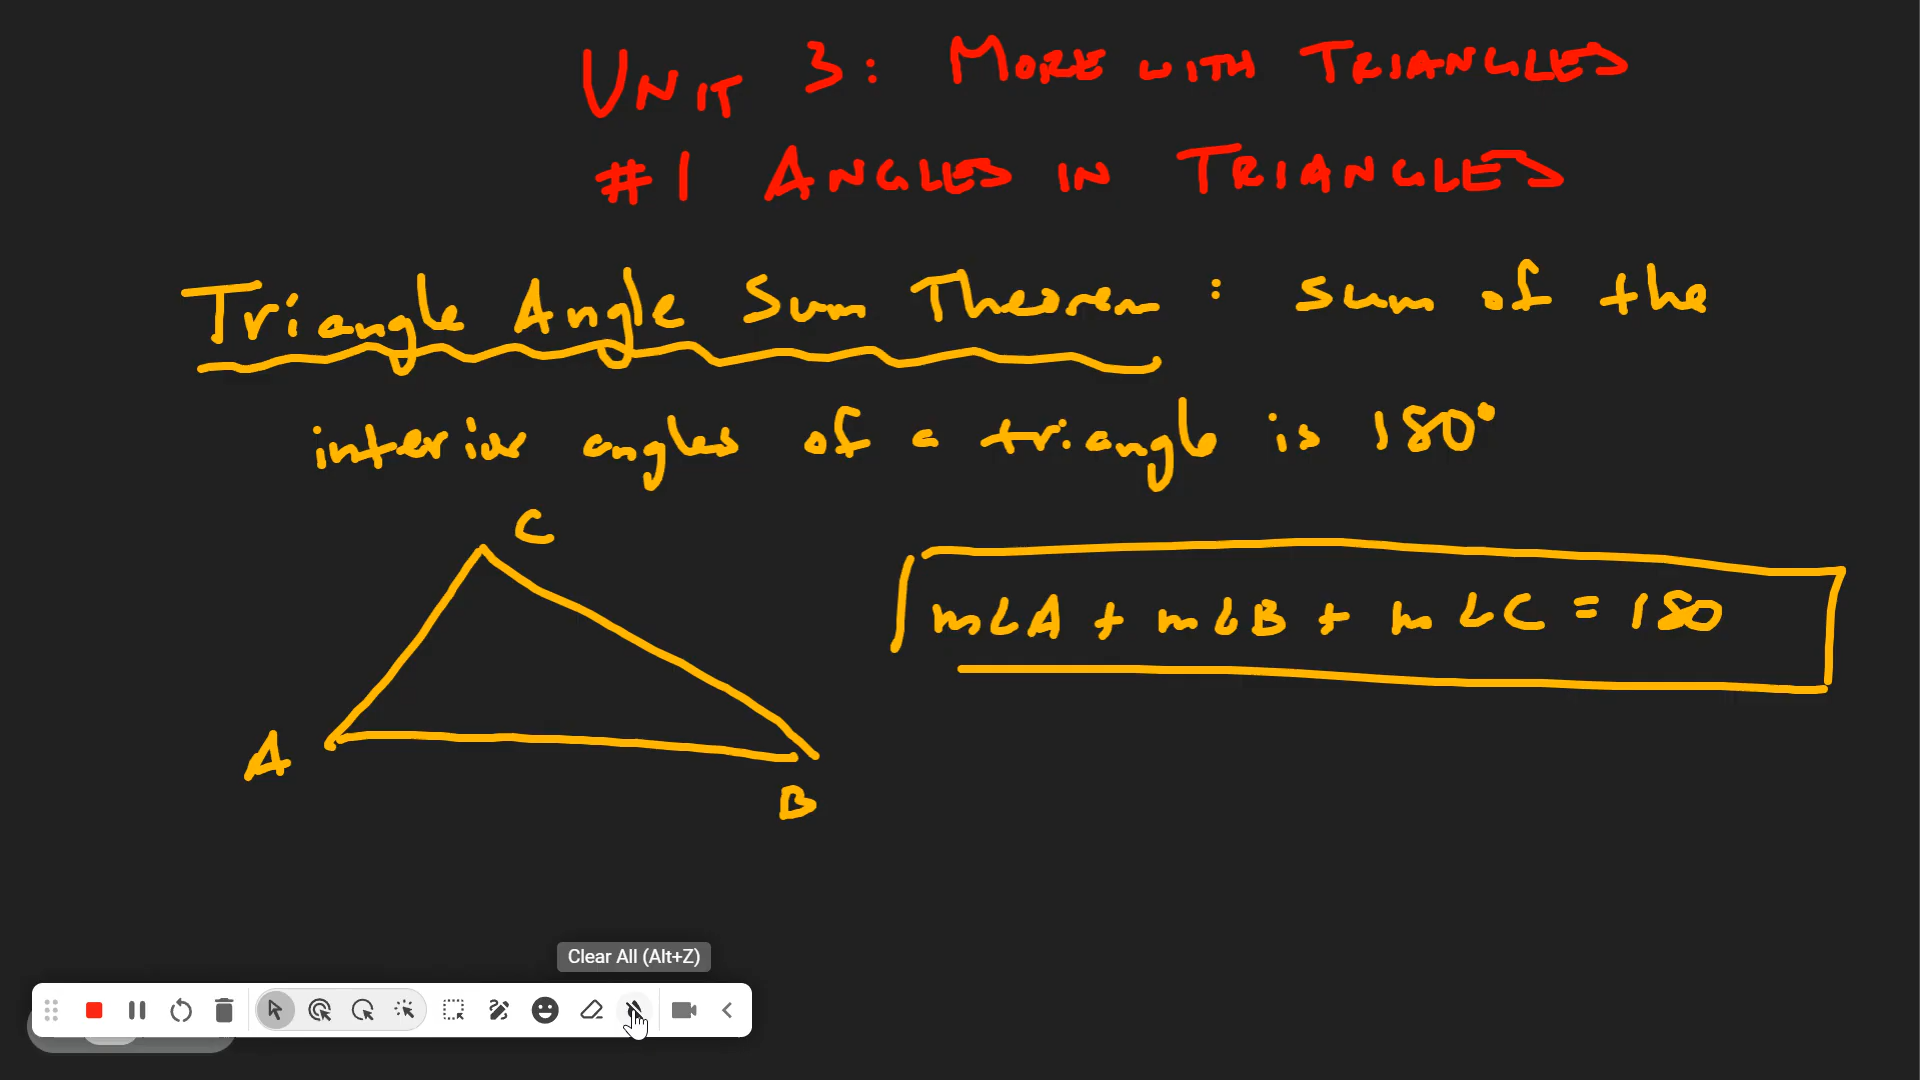 UNIT 3: MORE WITH TRIANGLES
#1 ANGLES IN TRIANGLES
Triangle Angle Sum Theorem : sum of the
interior angles of a triangle is 180°
C
m∠A + m∠B + m∠C = 180
A
B
Clear All (Alt+Z)